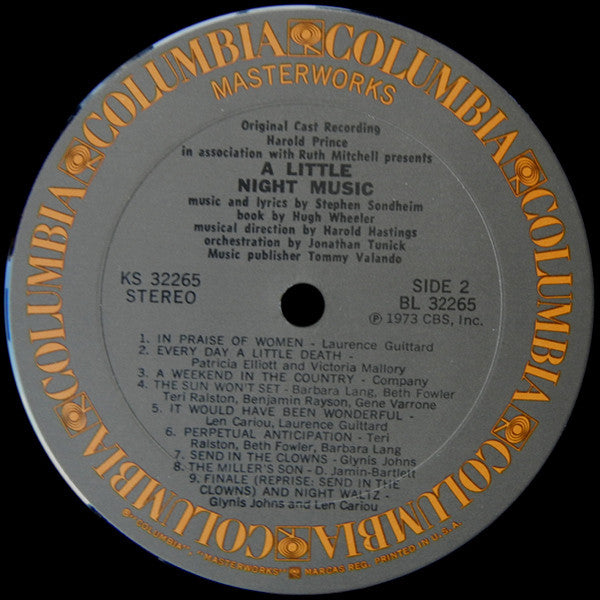 COLUMBIA COLUMBIA COLUMBIA COLUMBIA COLUMBIA COLUMBIA COLUMBIA COLUMBIA
MASTERWORKS
Original Cast Recording
Harold Prince
in association with Ruth Mitchell presents
A LITTLE
NIGHT MUSIC
music and lyrics by Stephen Sondheim
book by Hugh Wheeler
musical direction by Harold Hastings
orchestration by Jonathan Tunick
Music publisher Tommy Valando
KS 32265
STEREO
SIDE 2
BL 32265
℗ 1973 CBS, Inc.
1. IN PRAISE OF WOMEN - Laurence Guittard
2. EVERY DAY A LITTLE DEATH -
Patricia Elliott and Victoria Mallory
3. A WEEKEND IN THE COUNTRY - Company
4. THE SUN WON'T SET - Barbara Lang, Beth Fowler
Teri Ralston, Benjamin Rayson, Gene Varrone
5. IT WOULD HAVE BEEN WONDERFUL -
Len Cariou, Laurence Guittard
6. PERPETUAL ANTICIPATION - Teri
Ralston, Beth Fowler, Barbara Lang
7. SEND IN THE CLOWNS - Glynis Johns
8. THE MILLER'S SON - D. Jamin-Bartlett
9. FINALE (REPRISE: SEND IN THE
CLOWNS) AND NIGHT WALTZ -
Glynis Johns and Len Cariou
® "COLUMBIA", "MASTERWORKS" MARCAS REG. PRINTED IN U.S.A.